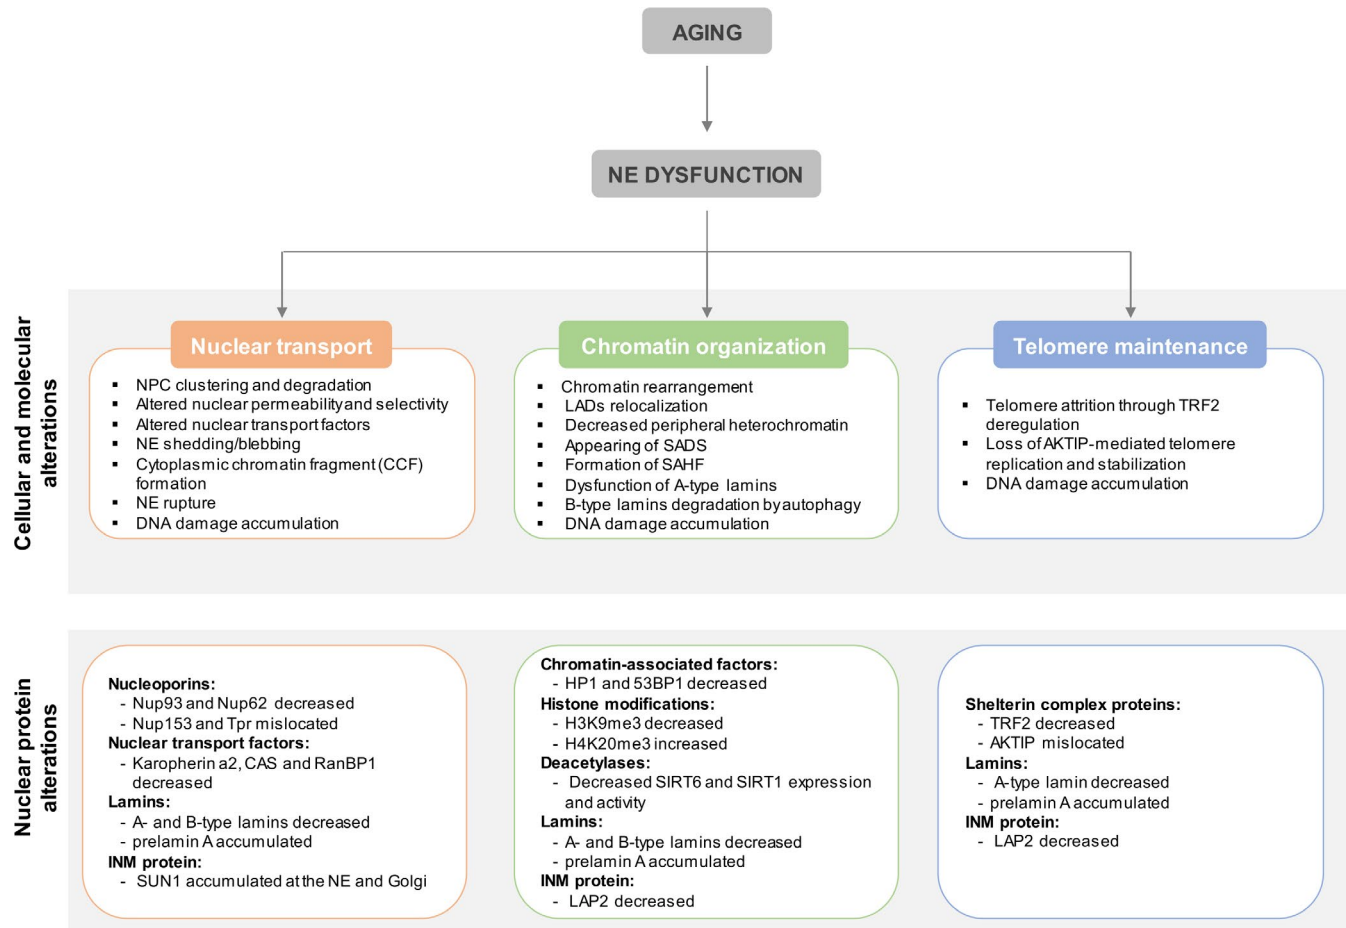 AGING
NE DYSFUNCTION
Cellular and molecular
alterations
Nuclear transport
▪ NPC clustering and degradation
▪ Altered nuclear permeability and selectivity
▪ Altered nuclear transport factors
▪ NE shedding/blebbing
▪ Cytoplasmic chromatin fragment (CCF)
formation
▪ NE rupture
▪ DNA damage accumulation
Chromatin organization
▪ Chromatin rearrangement
▪ LADs relocalization
▪ Decreased peripheral heterochromatin
▪ Appearing of SADS
▪ Formation of SAHF
▪ Dysfunction of A-type lamins
▪ B-type lamins degradation by autophagy
▪ DNA damage accumulation
Telomere maintenance
▪ Telomere attrition through TRF2
deregulation
▪ Loss of AKTIP-mediated telomere
replication and stabilization
▪ DNA damage accumulation
Nuclear protein
alterations
Nucleoporins:
- Nup93 and Nup62 decreased
- Nup153 and Tpr mislocated
Nuclear transport factors:
- Karopherin a2, CAS and RanBP1
decreased
Lamins:
- A- and B-type lamins decreased
- prelamin A accumulated
INM protein:
- SUN1 accumulated at the NE and Golgi
Chromatin-associated factors:
- HP1 and 53BP1 decreased
Histone modifications:
- H3K9me3 decreased
- H4K20me3 increased
Deacetylases:
- Decreased SIRT6 and SIRT1 expression
and activity
Lamins:
- A- and B-type lamins decreased
- prelamin A accumulated
INM protein:
- LAP2 decreased
Shelterin complex proteins:
- TRF2 decreased
- AKTIP mislocated
Lamins:
- A-type lamin decreased
- prelamin A accumulated
INM protein:
- LAP2 decreased